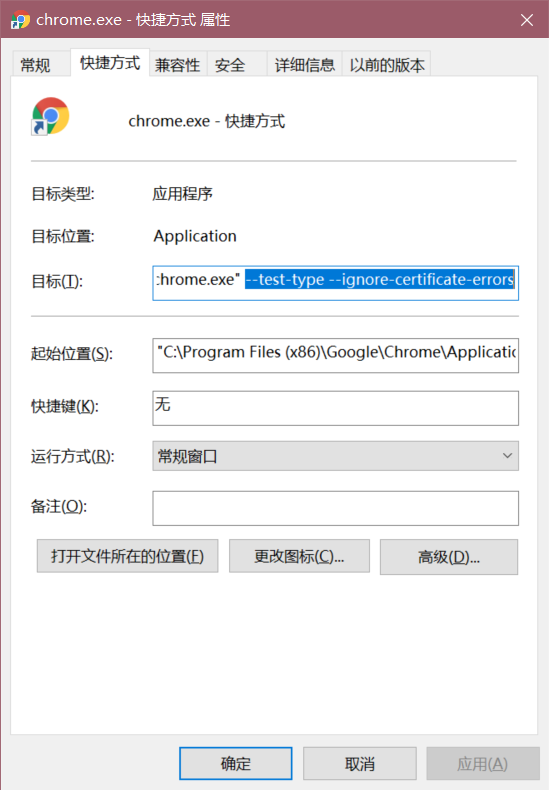 chrome.exe - 快捷方式 属性
常规 快捷方式 兼容性 安全 详细信息 以前的版本
chrome.exe - 快捷方式
目标类型: 应用程序
目标位置: Application
目标(T): :hrome.exe" --test-type --ignore-certificate-errors
起始位置(S): "C:\Program Files (x86)\Google\Chrome\Applicatic
快捷键(K): 无
运行方式(R): 常规窗口
备注(O):
打开文件所在的位置(F) 更改图标(C)... 高级(D)...
确定 取消 应用(A)